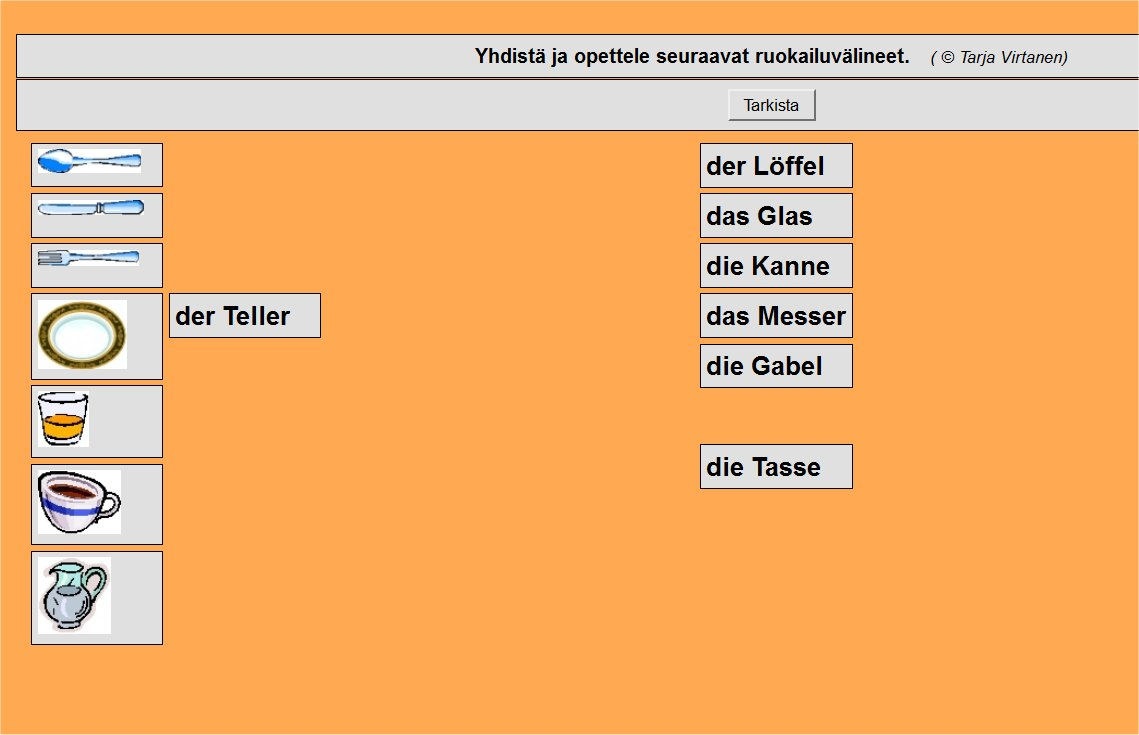 Yhdistä ja opettele seuraavat ruokailuvälineet. ( © Tarja Virtanen)
Tarkista
der Löffel
das Glas
die Kanne
der Teller das Messer
die Gabel
die Tasse